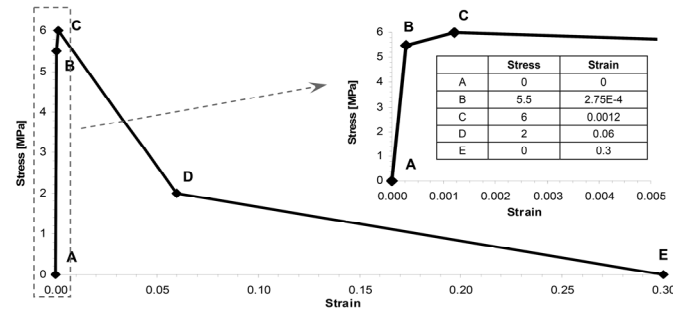 6
5
4
3
2
1
0
Stress [MPa]
C
B
A
D
E
0.00 0.05 0.10 0.15 0.20 0.25 0.30
Strain
6
5
4
3
2
1
0
Stress [MPa]
B
C
A
0.000 0.001 0.002 0.003 0.004 0.005
Strain
Stress Strain
A 0 0
B 5.5 2.75E-4
C 6 0.0012
D 2 0.06
E 0 0.3